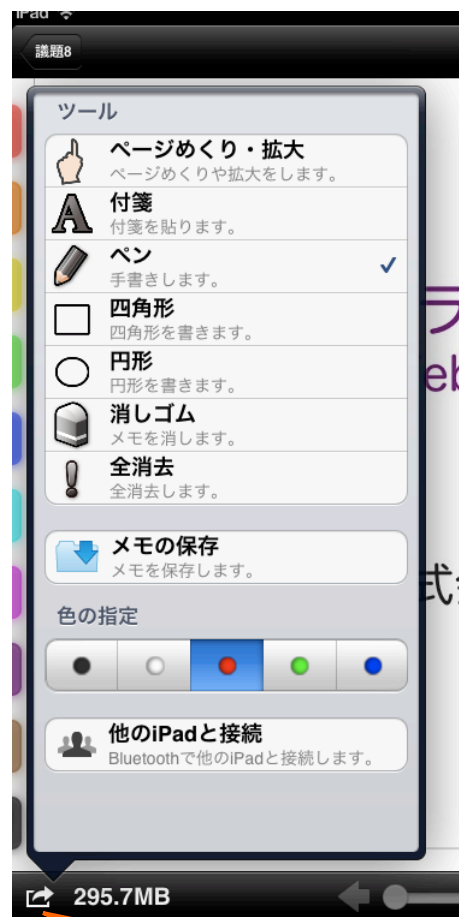 iPad
議題8
ツール
ページめくり・拡大
ページめくりや拡大をします。
付箋
付箋を貼ります。
ペン
手書きします。
四角形
四角形を書きます。
円形
円形を書きます。
消しゴム
メモを消します。
全消去
全消去します。
メモの保存
メモを保存します。
色の指定
他のiPadと接続
Bluetoothで他のiPadと接続します。
ラ
eb
式
295.7MB